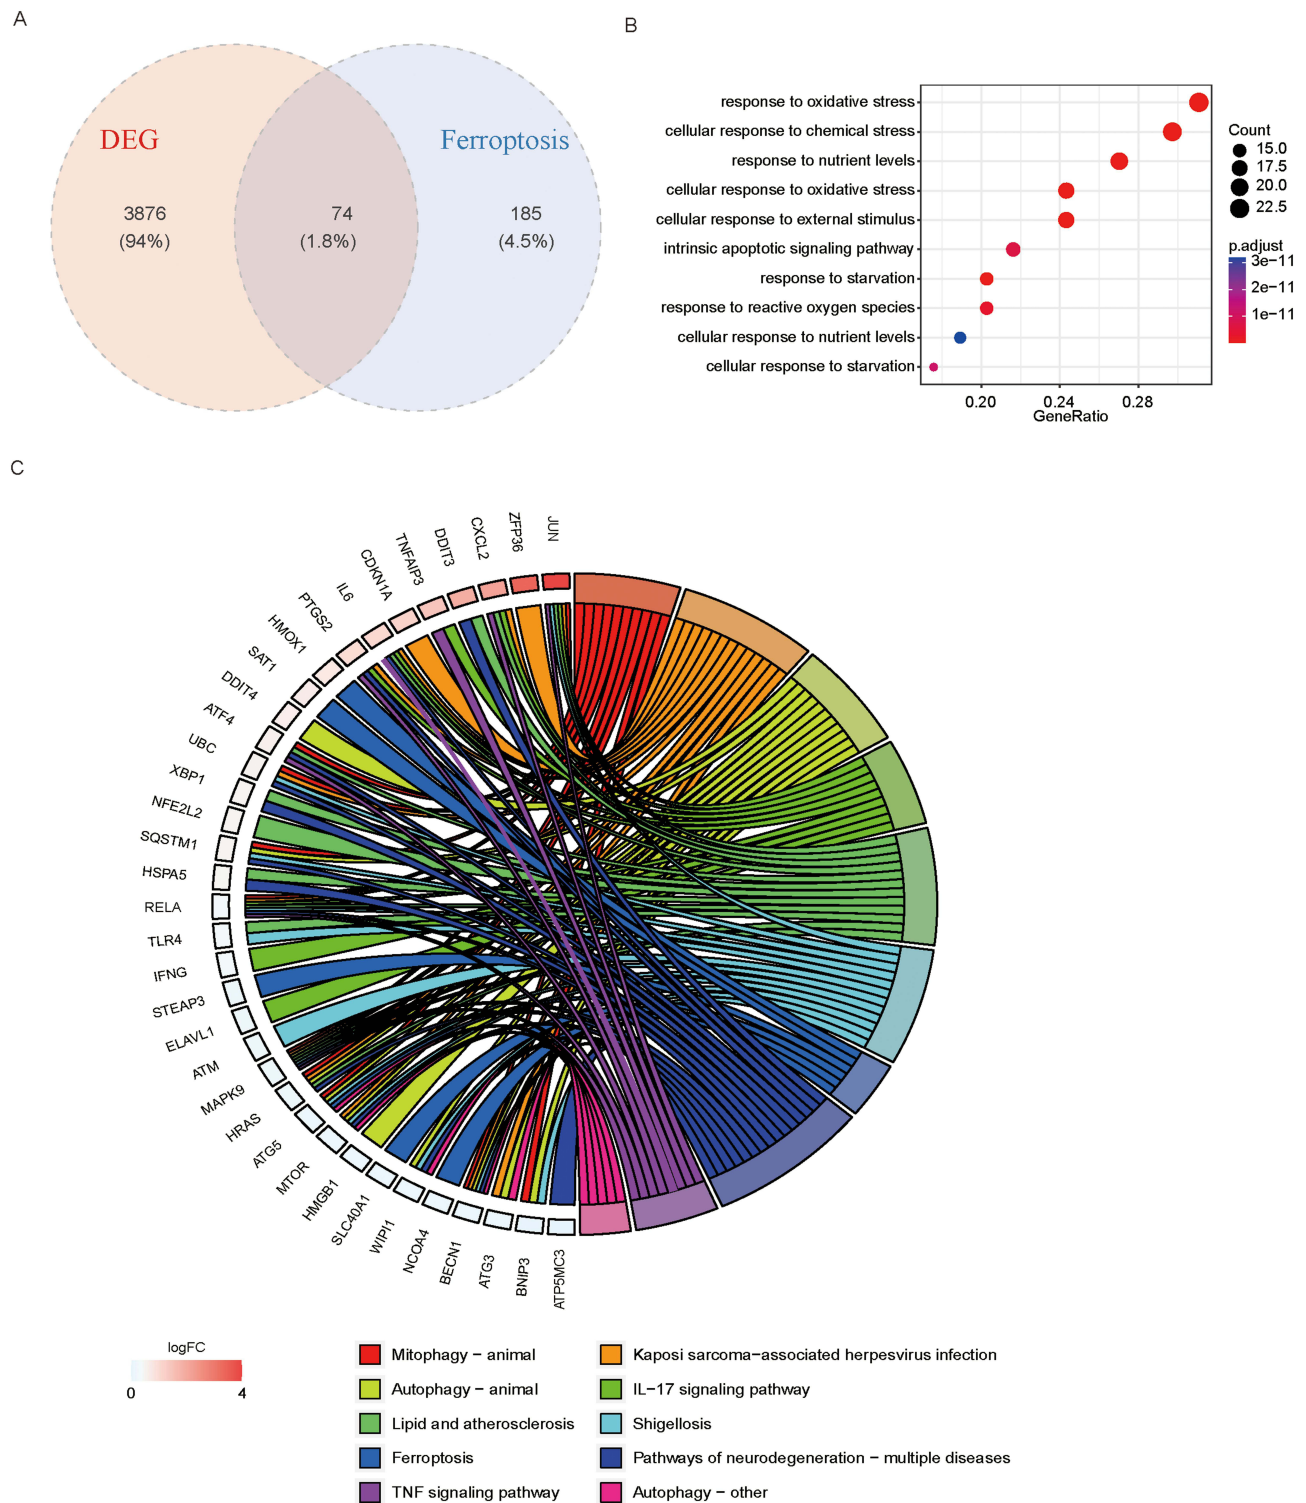 A
DEG
Ferroptosis
3876
(94%)
74
(1.8%)
185
(4.5%)
B
response to oxidative stress
cellular response to chemical stress
response to nutrient levels
cellular response to oxidative stress
cellular response to external stimulus
intrinsic apoptotic signaling pathway
response to starvation
response to reactive oxygen species
cellular response to nutrient levels
cellular response to starvation
0.20
0.24
0.28
GeneRatio
Count
15.0
17.5
20.0
22.5
p.adjust
3e−11
2e−11
1e−11
C
JUN
ZFP36
CXCL2
DDIT3
TNFAIP3
CDKN1A
IL6
PTGS2
HMOX1
SAT1
DDIT4
ATF4
UBC
XBP1
NFE2L2
SQSTM1
HSPA5
RELA
TLR4
IFNG
STEAP3
ELAVL1
ATM
MAPK9
HRAS
ATG5
MTOR
HMGB1
SLC40A1
WIPI1
NCOA4
BECN1
ATG3
BNIP3
ATP5MC3
logFC
0
4
Mitophagy − animal
Autophagy − animal
Lipid and atherosclerosis
Ferroptosis
TNF signaling pathway
Kaposi sarcoma−associated herpesvirus infection
IL−17 signaling pathway
Shigellosis
Pathways of neurodegeneration − multiple diseases
Autophagy − other